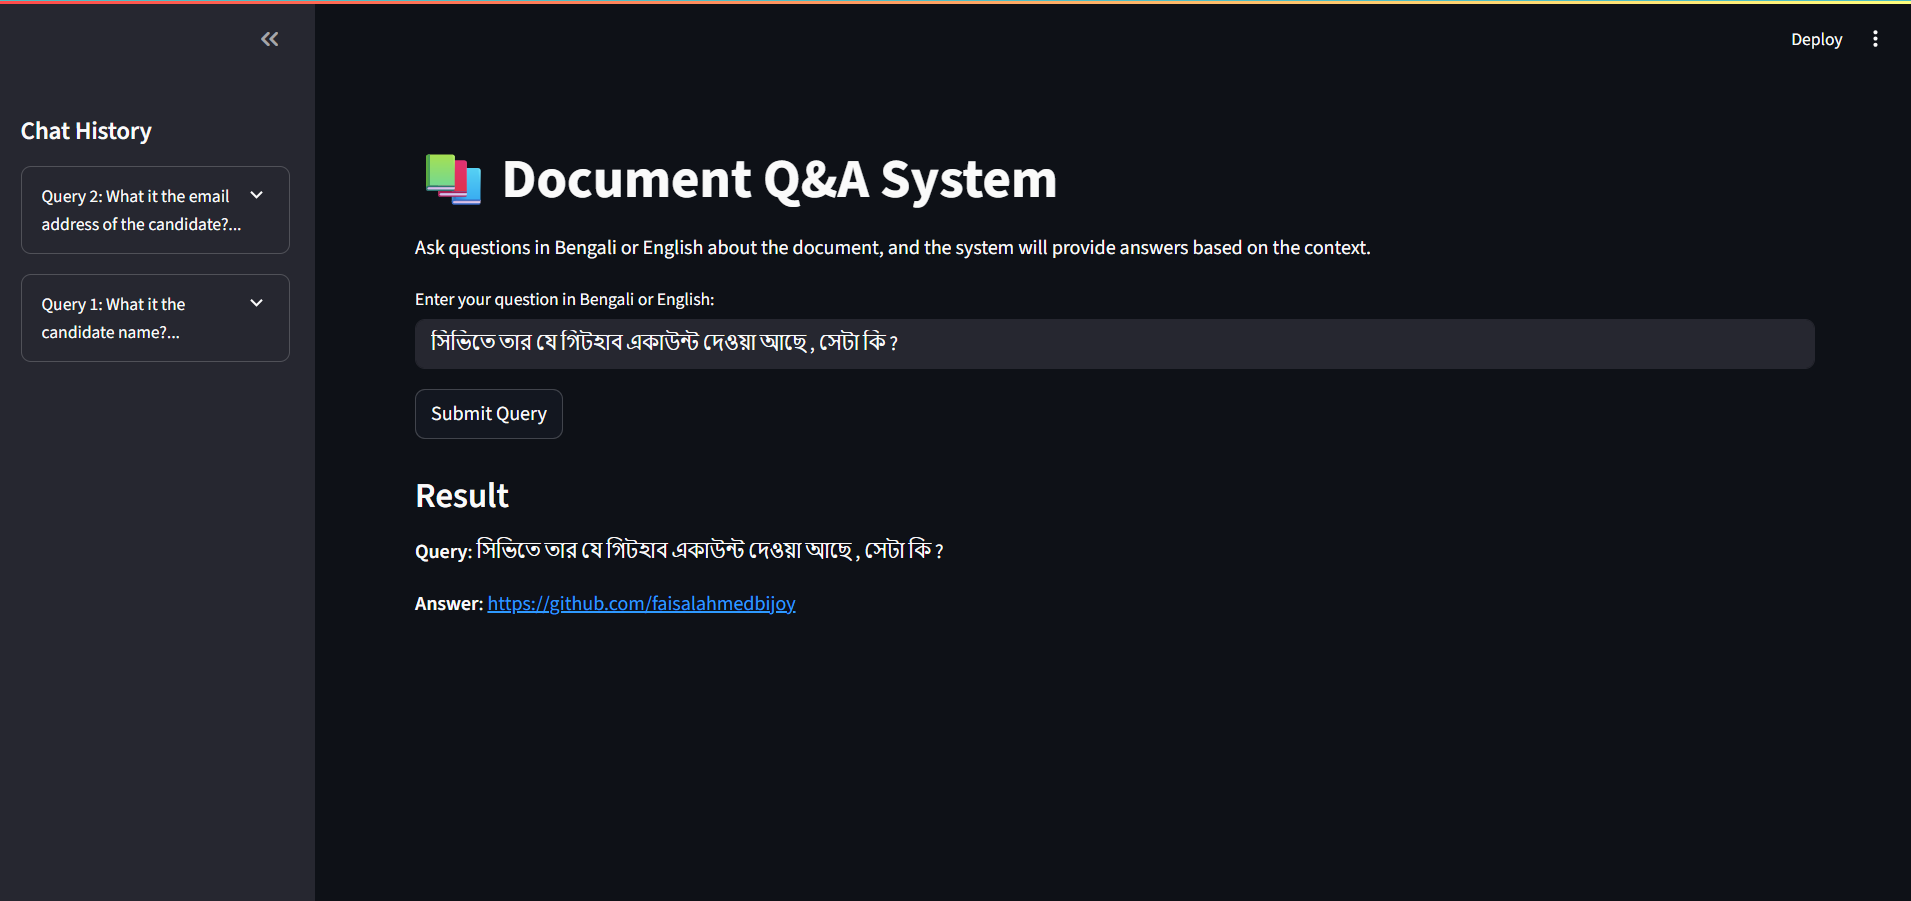 Deploy
Chat History
Query 2: What it the email
address of the candidate?...
Query 1: What it the
candidate name?...
Document Q&A System
Ask questions in Bengali or English about the document, and the system will provide answers based on the context.
Enter your question in Bengali or English:
সিভিতে তার যে গিটহাব একাউন্ট দেওয়া আছে , সেটা কি ?
Submit Query
Result
Query: সিভিতে তার যে গিটহাব একাউন্ট দেওয়া আছে , সেটা কি ?
Answer: https://github.com/faisalahmedbijoy